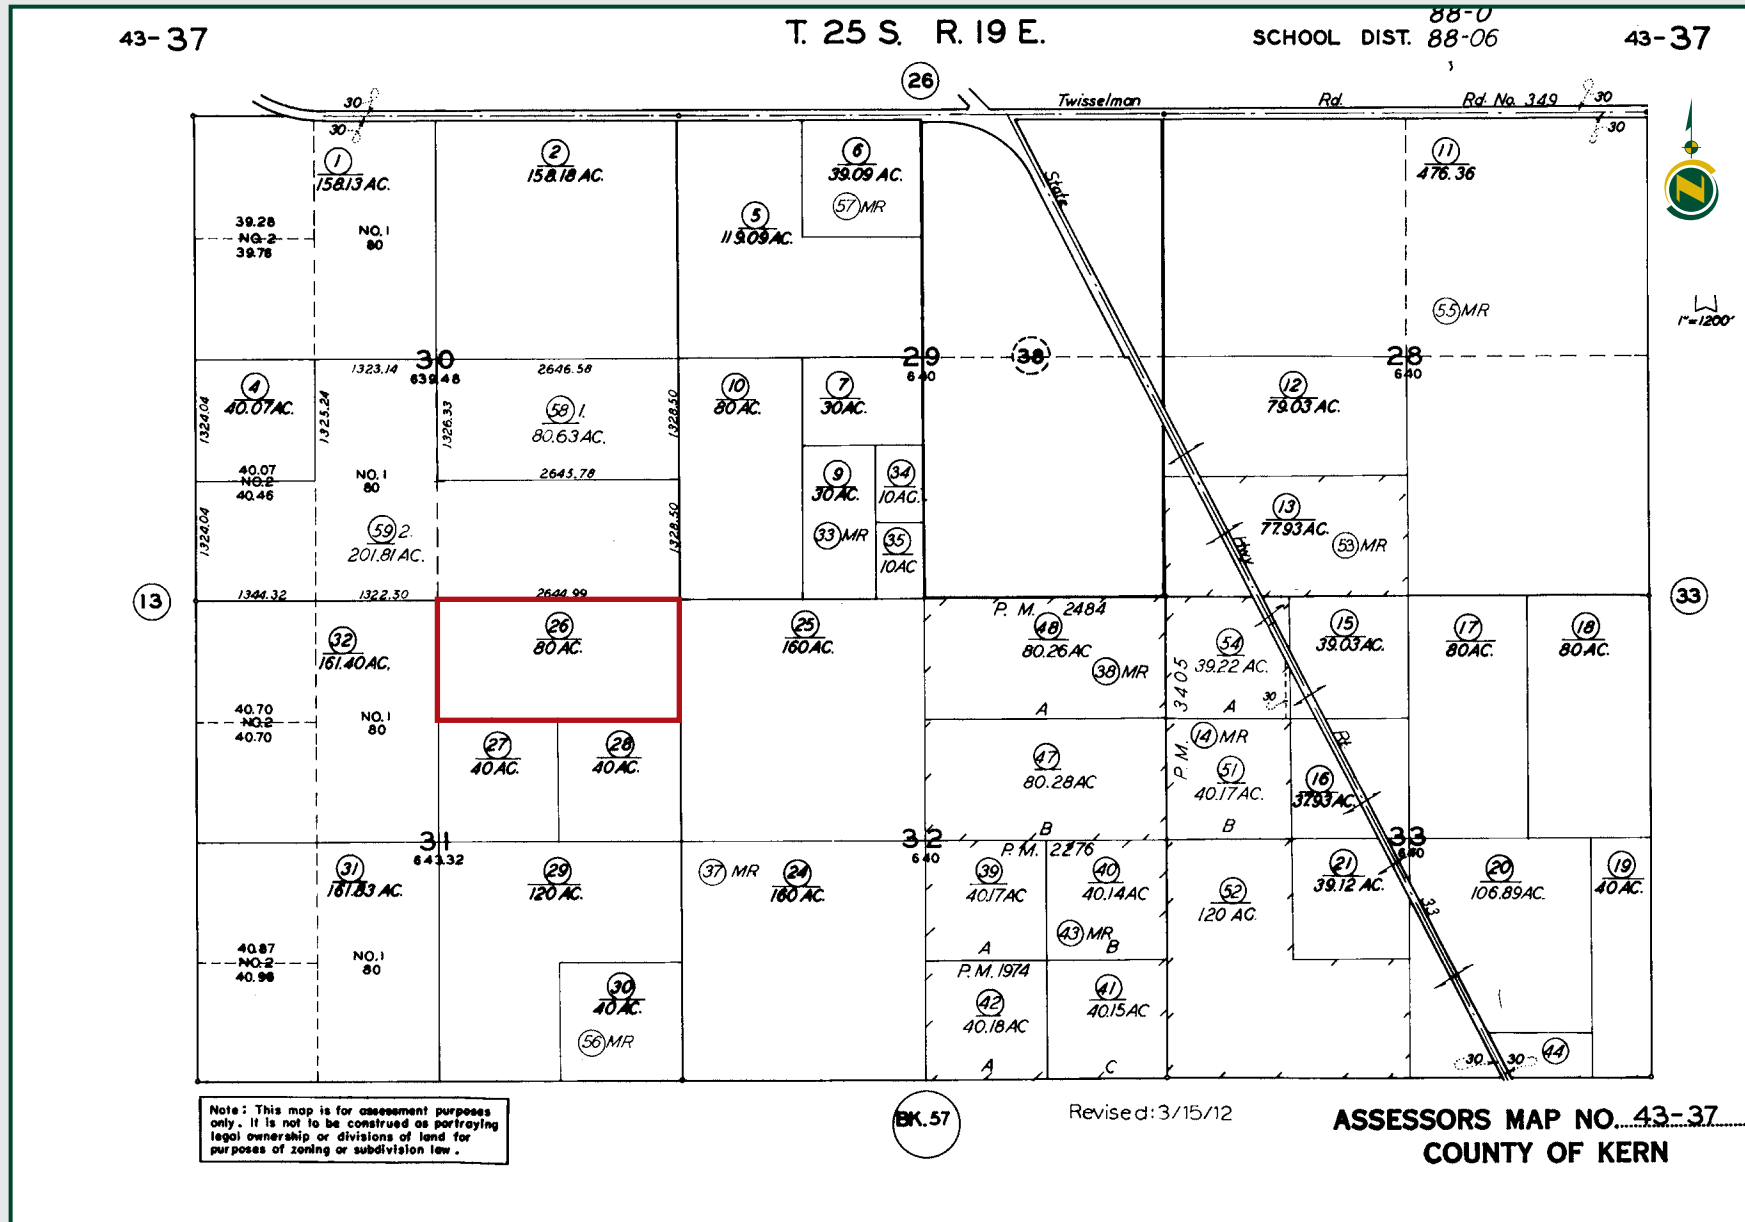 43-37
T. 25 S. R. 19 E.
88-0
SCHOOL DIST. 88-06
43-37
26
30
Twisselman Rd. Rd. No. 349
30
30
30
1
158.13 AC.
2
158.18 AC.
6
39.09 AC.
57 MR
5
119.09 AC.
State
11
476.36
N
39.28
NO. 2
39.76
NO. 1
80
55 MR
1"=1200'
30
639.48
1323.14
2646.58
29
640
38
28
640
4
40.07 AC.
1324.04
1325.24
1326.33
58 1.
80.63 AC.
1328.50
10
80 AC.
7
30 AC.
12
79.03 AC.
40.07
NO. 2
40.46
NO. 1
80
2645.78
9
30 AC.
34
10 AC.
13
77.93 AC.
1324.04
59 2.
201.81 AC.
1328.50
33 MR
35
10 AC
Hwy
53 MR
13
1344.32
1322.30
2644.99
33
32
161.40 AC.
26
80 AC.
25
160 AC.
P. M. 2484
48
80.26 AC
38 MR
A
54
39.22 AC.
30
A
15
39.03 AC.
17
80 AC.
18
80 AC.
P. M. 3405
40.70
NO. 2
40.70
NO. 1
80
27
40 AC.
28
40 AC.
47
80.28 AC
B
14 MR
51
40.17 AC.
B
Rt.
16
37.93 AC.
31
643.32
32
640
33
640
31
161.83 AC.
29
120 AC.
37 MR
24
160 AC.
P. M. 2276
39
40.17 AC
A
40
40.14 AC
43 MR
B
52
120 AC.
21
39.12 AC.
33
20
106.89 AC.
19
40 AC.
40.87
NO. 2
40.98
NO. 1
80
30
40 AC.
56 MR
P. M. 1974
42
40.18 AC
A
41
40.15 AC
C
30
30
44
Note: This map is for assessment purposes
only. It is not to be construed as portraying
legal ownership or divisions of land for
purposes of zoning or subdivision law.
BK. 57
Revised: 3/15/12
ASSESSORS MAP NO. 43-37
COUNTY OF KERN